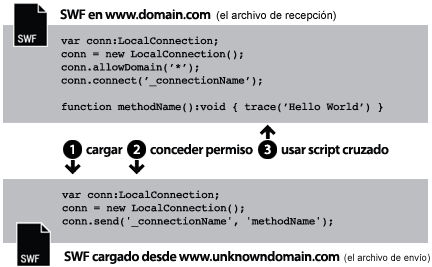 SWF
SWF en www.domain.com (el archivo de recepción)
var conn:LocalConnection;
conn = new LocalConnection();
conn.allowDomain('*');
conn.connect('_connectionName');
function methodName():void { trace('Hello World') }
1 cargar 2 conceder permiso 3 usar script cruzado
var conn:LocalConnection;
conn = new LocalConnection();
conn.send('_connectionName', 'methodName');
SWF
SWF cargado desde www.unknowndomain.com (el archivo de envío)